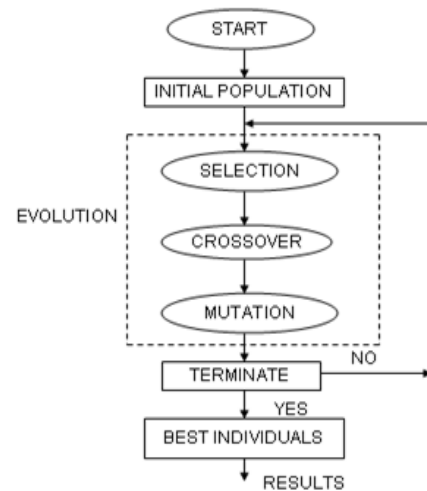 START
INITIAL POPULATION
SELECTION
EVOLUTION
CROSSOVER
MUTATION
NO
TERMINATE
YES
BEST INDIVIDUALS
RESULTS